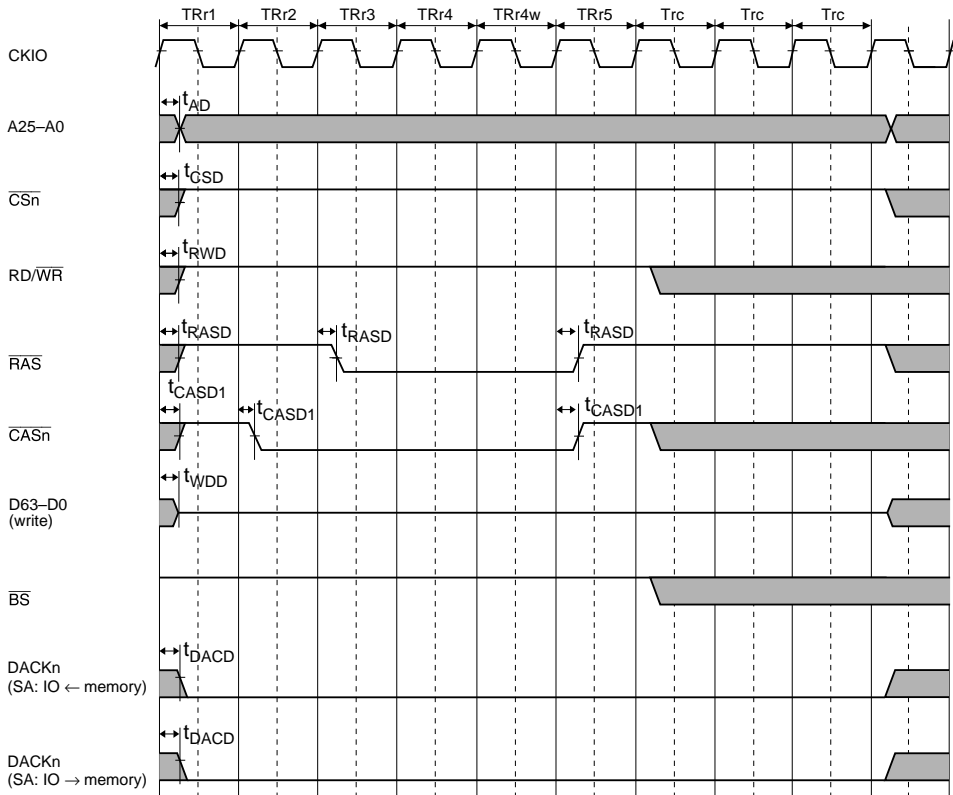 TRr1 TRr2 TRr3 TRr4 TRr4w TRr5 Trc Trc Trc
CKIO
tAD
A25–A0
tCSD
CSn
tRWD
RD/WR
tRASD tRASD tRASD
RAS
tCASD1 tCASD1 tCASD1
CASn
tWDD
D63–D0
(write)
BS
tDACD
DACKn
(SA: IO ← memory)
tDACD
DACKn
(SA: IO → memory)